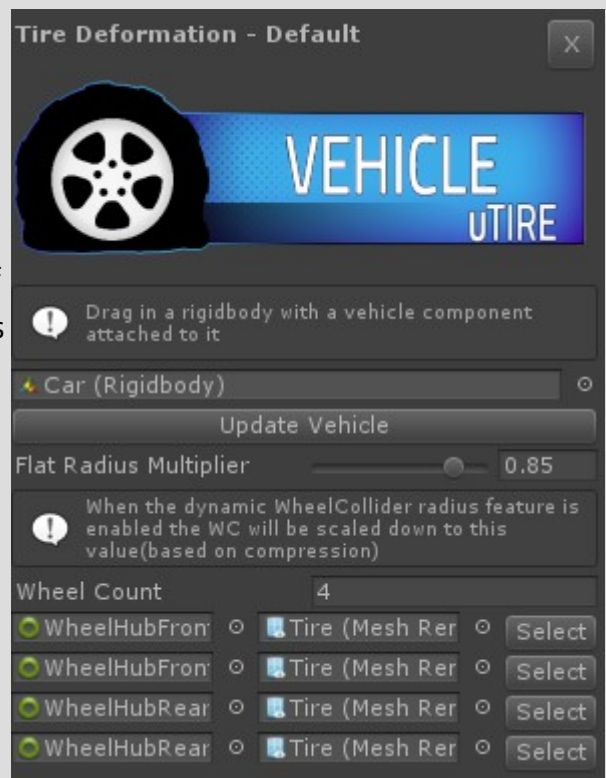 Tire Deformation - Default
X
VEHICLE
uTIRE
Drag in a rigidbody with a vehicle component
attached to it
Car (Rigidbody)
Update Vehicle
Flat Radius Multiplier 0.85
When the dynamic WheelCollider radius feature is
enabled the WC will be scaled down to this
value(based on compression)
Wheel Count 4
WheelHubFron Tire (Mesh Rer Select
WheelHubFron Tire (Mesh Rer Select
WheelHubRear Tire (Mesh Rer Select
WheelHubRear Tire (Mesh Rer Select